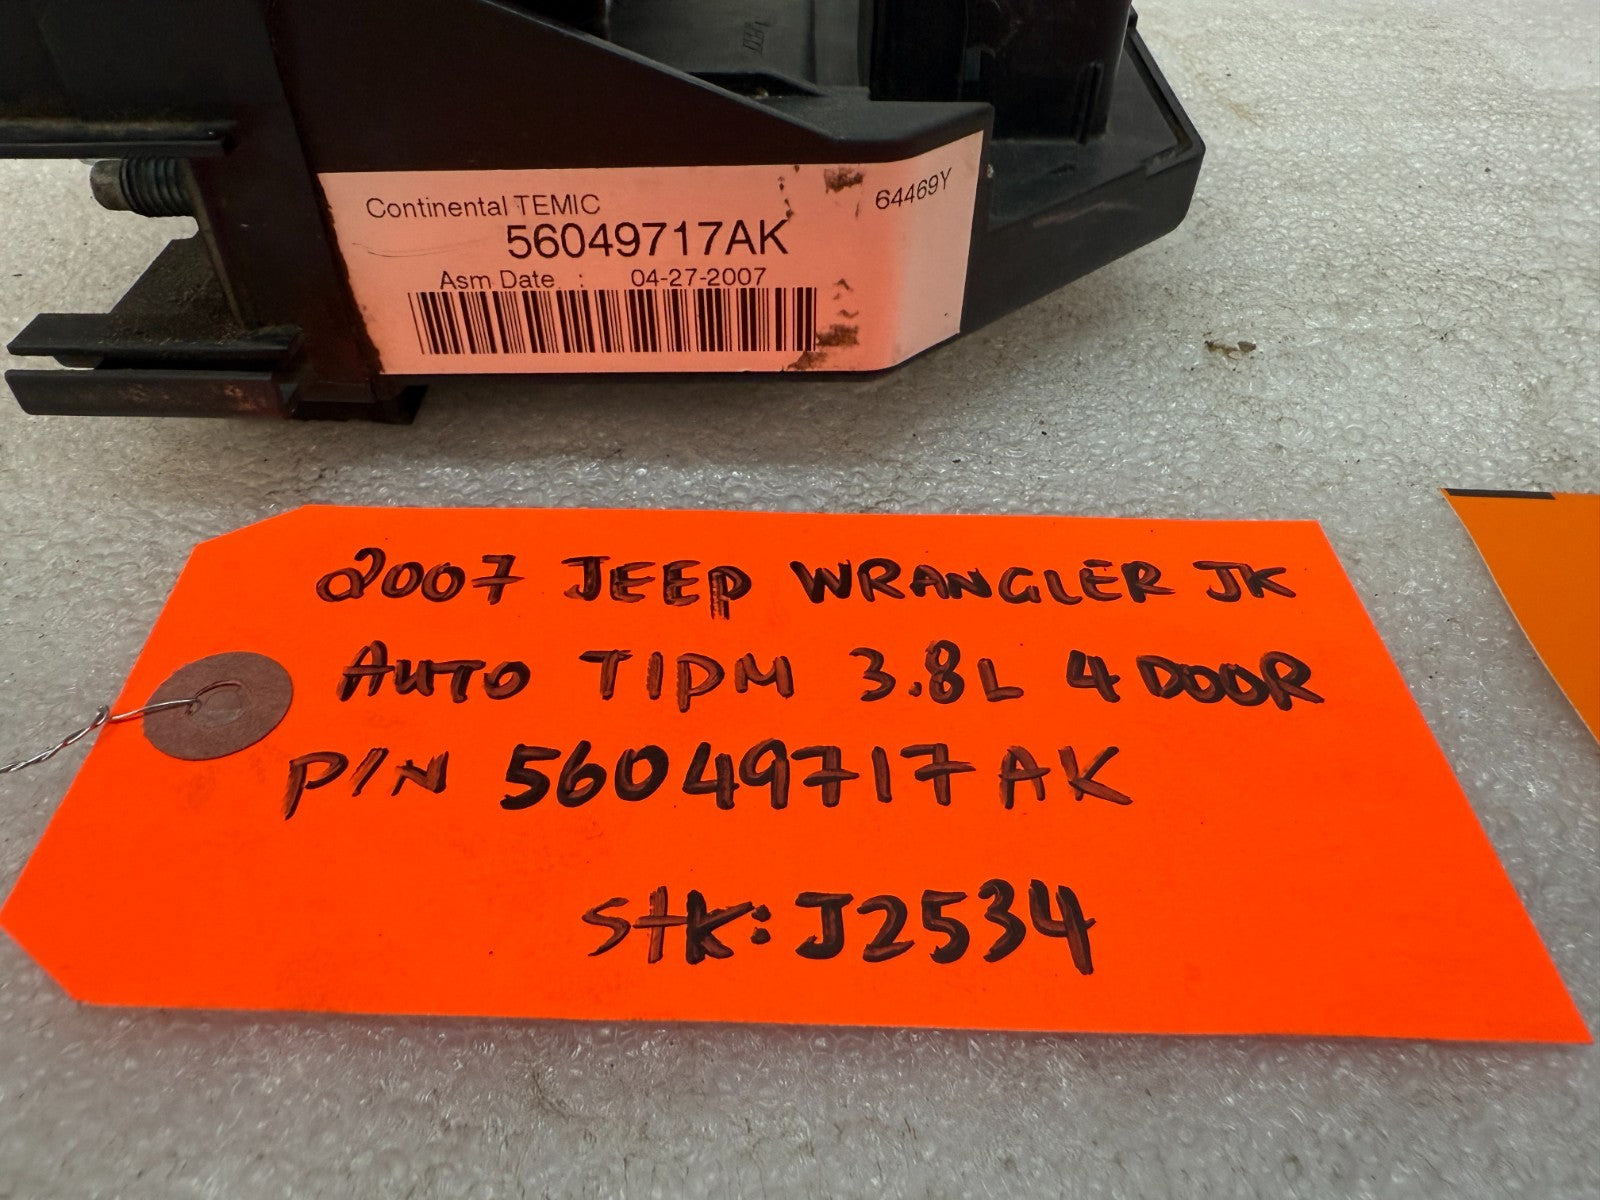 Continental TEMIC
64469Y
56049717AK
Asm Date : 04-27-2007
2007 JEEP WRANGLER JK
AUTO TIPM 3.8L 4 DOOR
P/N 56049717AK
Stk: J2534